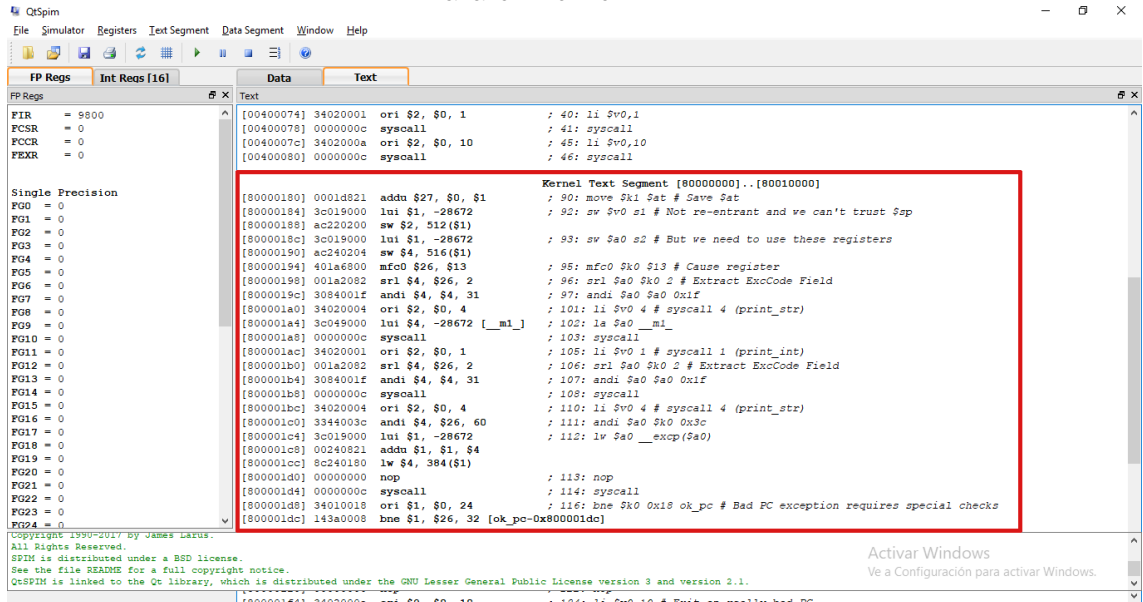 QtSpim
File Simulator Registers Text Segment Data Segment Window Help
FP Regs Int Regs [16] Data Text
FP Regs
Text
FIR = 9800
FCSR = 0
FCCR = 0
FEXR = 0
Single Precision
FG0 = 0
FG1 = 0
FG2 = 0
FG3 = 0
FG4 = 0
FG5 = 0
FG6 = 0
FG7 = 0
FG8 = 0
FG9 = 0
FG10 = 0
FG11 = 0
FG12 = 0
FG13 = 0
FG14 = 0
FG15 = 0
FG16 = 0
FG17 = 0
FG18 = 0
FG19 = 0
FG20 = 0
FG21 = 0
FG22 = 0
FG23 = 0
FG24 = 0
[00400074] 34020001 ori $2, $0, 1 ; 40: li $v0,1
[00400078] 0000000c syscall ; 41: syscall
[0040007c] 3402000a ori $2, $0, 10 ; 45: li $v0,10
[00400080] 0000000c syscall ; 46: syscall
Kernel Text Segment [80000000]..[80010000]
[80000180] 0001d821 addu $27, $0, $1 ; 90: move $k1 $at # Save $at
[80000184] 3c019000 lui $1, -28672 ; 92: sw $v0 s1 # Not re-entrant and we can't trust $sp
[80000188] ac220200 sw $2, 512($1)
[8000018c] 3c019000 lui $1, -28672 ; 93: sw $a0 s2 # But we need to use these registers
[80000190] ac240204 sw $4, 516($1)
[80000194] 401a6800 mfc0 $26, $13 ; 95: mfc0 $k0 $13 # Cause register
[80000198] 001a2082 srl $4, $26, 2 ; 96: srl $a0 $k0 2 # Extract ExcCode Field
[8000019c] 3084001f andi $4, $4, 31 ; 97: andi $a0 $a0 0x1f
[800001a0] 34020004 ori $2, $0, 4 ; 101: li $v0 4 # syscall 4 (print_str)
[800001a4] 3c049000 lui $4, -28672 [__m1_] ; 102: la $a0 __m1_
[800001a8] 0000000c syscall ; 103: syscall
[800001ac] 34020001 ori $2, $0, 1 ; 105: li $v0 1 # syscall 1 (print_int)
[800001b0] 001a2082 srl $4, $26, 2 ; 106: srl $a0 $k0 2 # Extract ExcCode Field
[800001b4] 3084001f andi $4, $4, 31 ; 107: andi $a0 $a0 0x1f
[800001b8] 0000000c syscall ; 108: syscall
[800001bc] 34020004 ori $2, $0, 4 ; 110: li $v0 4 # syscall 4 (print_str)
[800001c0] 3344003c andi $4, $26, 60 ; 111: andi $a0 $k0 0x3c
[800001c4] 3c019000 lui $1, -28672 ; 112: lw $a0 __excp($a0)
[800001c8] 00240821 addu $1, $1, $4
[800001cc] 8c240180 lw $4, 384($1)
[800001d0] 00000000 nop ; 113: nop
[800001d4] 0000000c syscall ; 114: syscall
[800001d8] 34010018 ori $1, $0, 24 ; 116: bne $k0 0x18 ok_pc # Bad PC exception requires special checks
[800001dc] 143a0008 bne $1, $26, 32 [ok_pc-0x800001dc]
Copyright 1990-2017 by James Larus.
All Rights Reserved.
SPIM is distributed under a BSD license.
See the file README for a full copyright notice.
QtSPIM is linked to the Qt library, which is distributed under the GNU Lesser General Public License version 3 and version 2.1.
Activar Windows
Ve a Configuración para activar Windows.